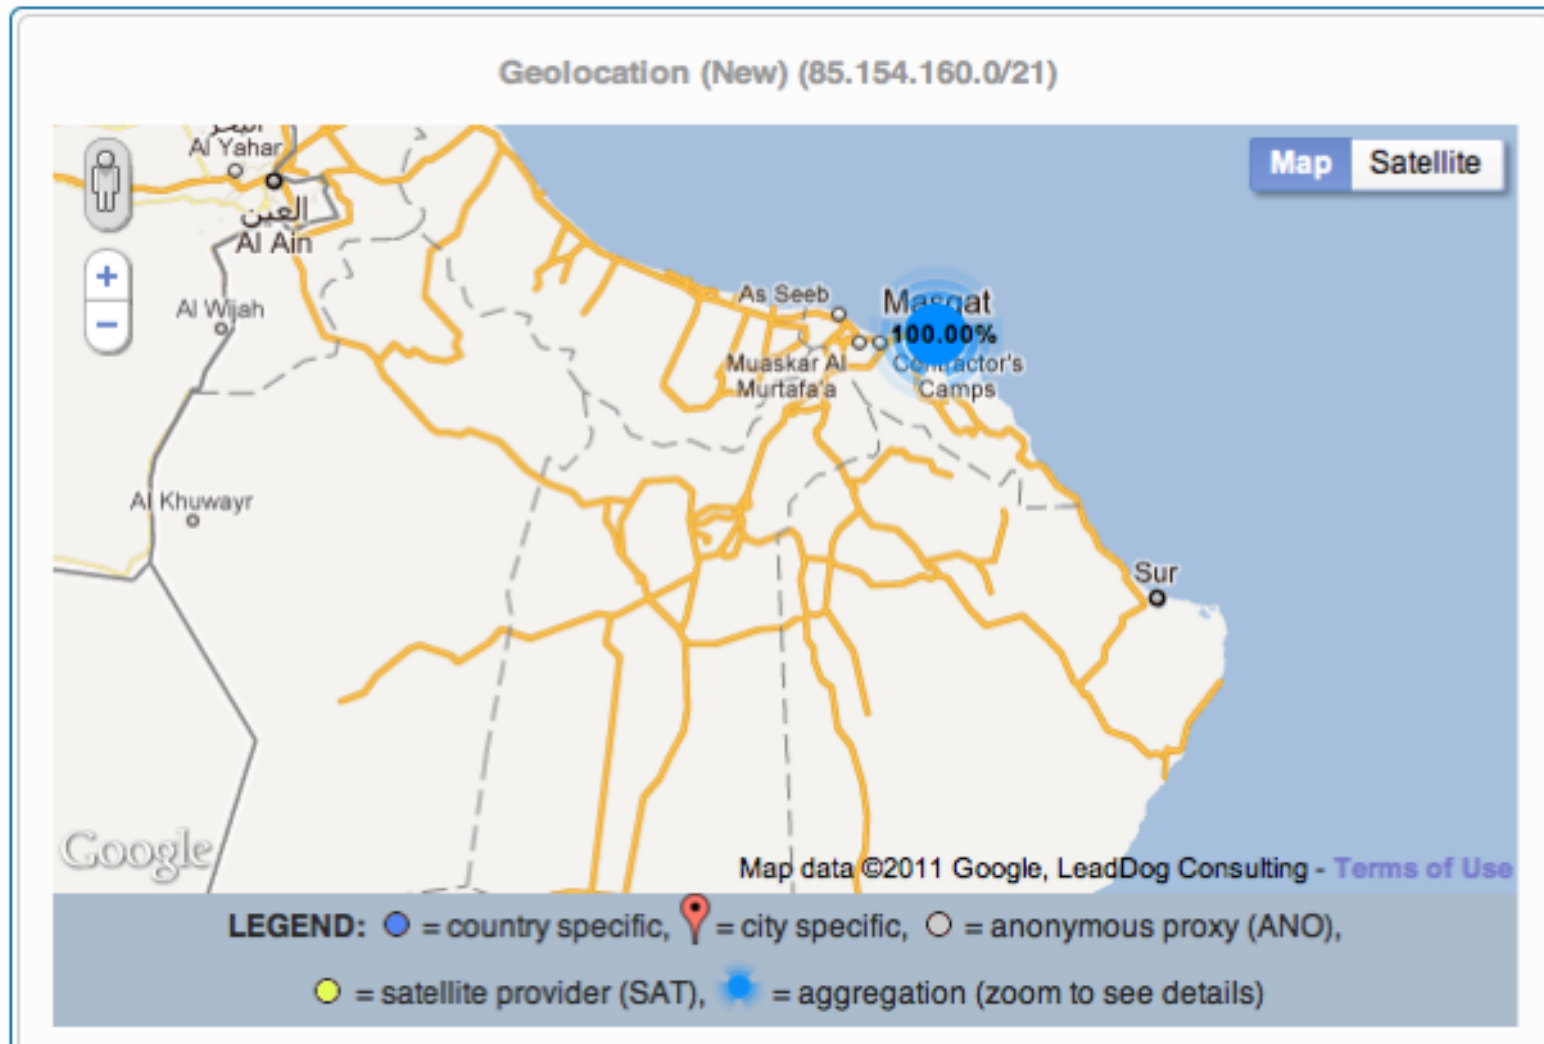 Geolocation (New) (85.154.160.0/21)
Al Yahar
Map
Satellite
العين
Al Ain
+
−
Al Wijah
As Seeb
Masqat
100.00%
Muaskar Al
Murtafa'a
Contractor's
Camps
Al Khuwayr
Sur
Google
Map data ©2011 Google, LeadDog Consulting - Terms of Use
LEGEND: = country specific, = city specific, = anonymous proxy (ANO),
= satellite provider (SAT), = aggregation (zoom to see details)